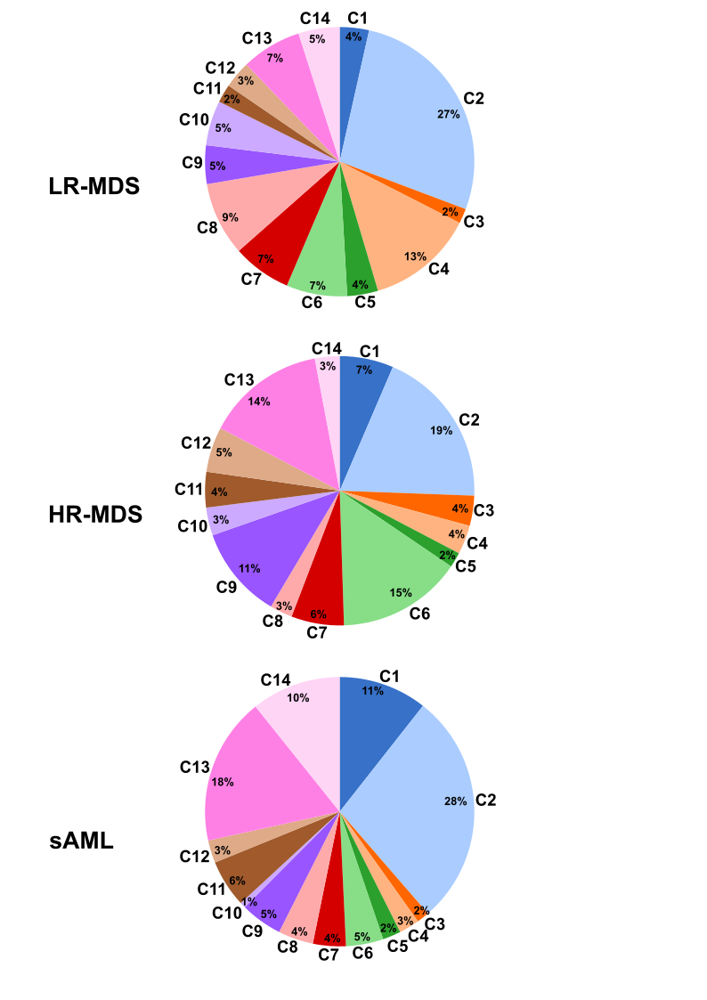 LR-MDS
C1
4%
C2
27%
C3
2%
C4
13%
C5
4%
C6
7%
C7
7%
C8
9%
C9
5%
C10
5%
C11
2%
C12
3%
C13
7%
C14
5%
HR-MDS
C1
7%
C2
19%
C3
4%
C4
4%
C5
2%
C6
15%
C7
6%
C8
3%
C9
11%
C10
3%
C11
4%
C12
5%
C13
14%
C14
3%
sAML
C1
11%
C2
28%
C3
2%
C4
3%
C5
2%
C6
5%
C7
4%
C8
4%
C9
5%
C10
1%
C11
6%
C12
3%
C13
18%
C14
10%